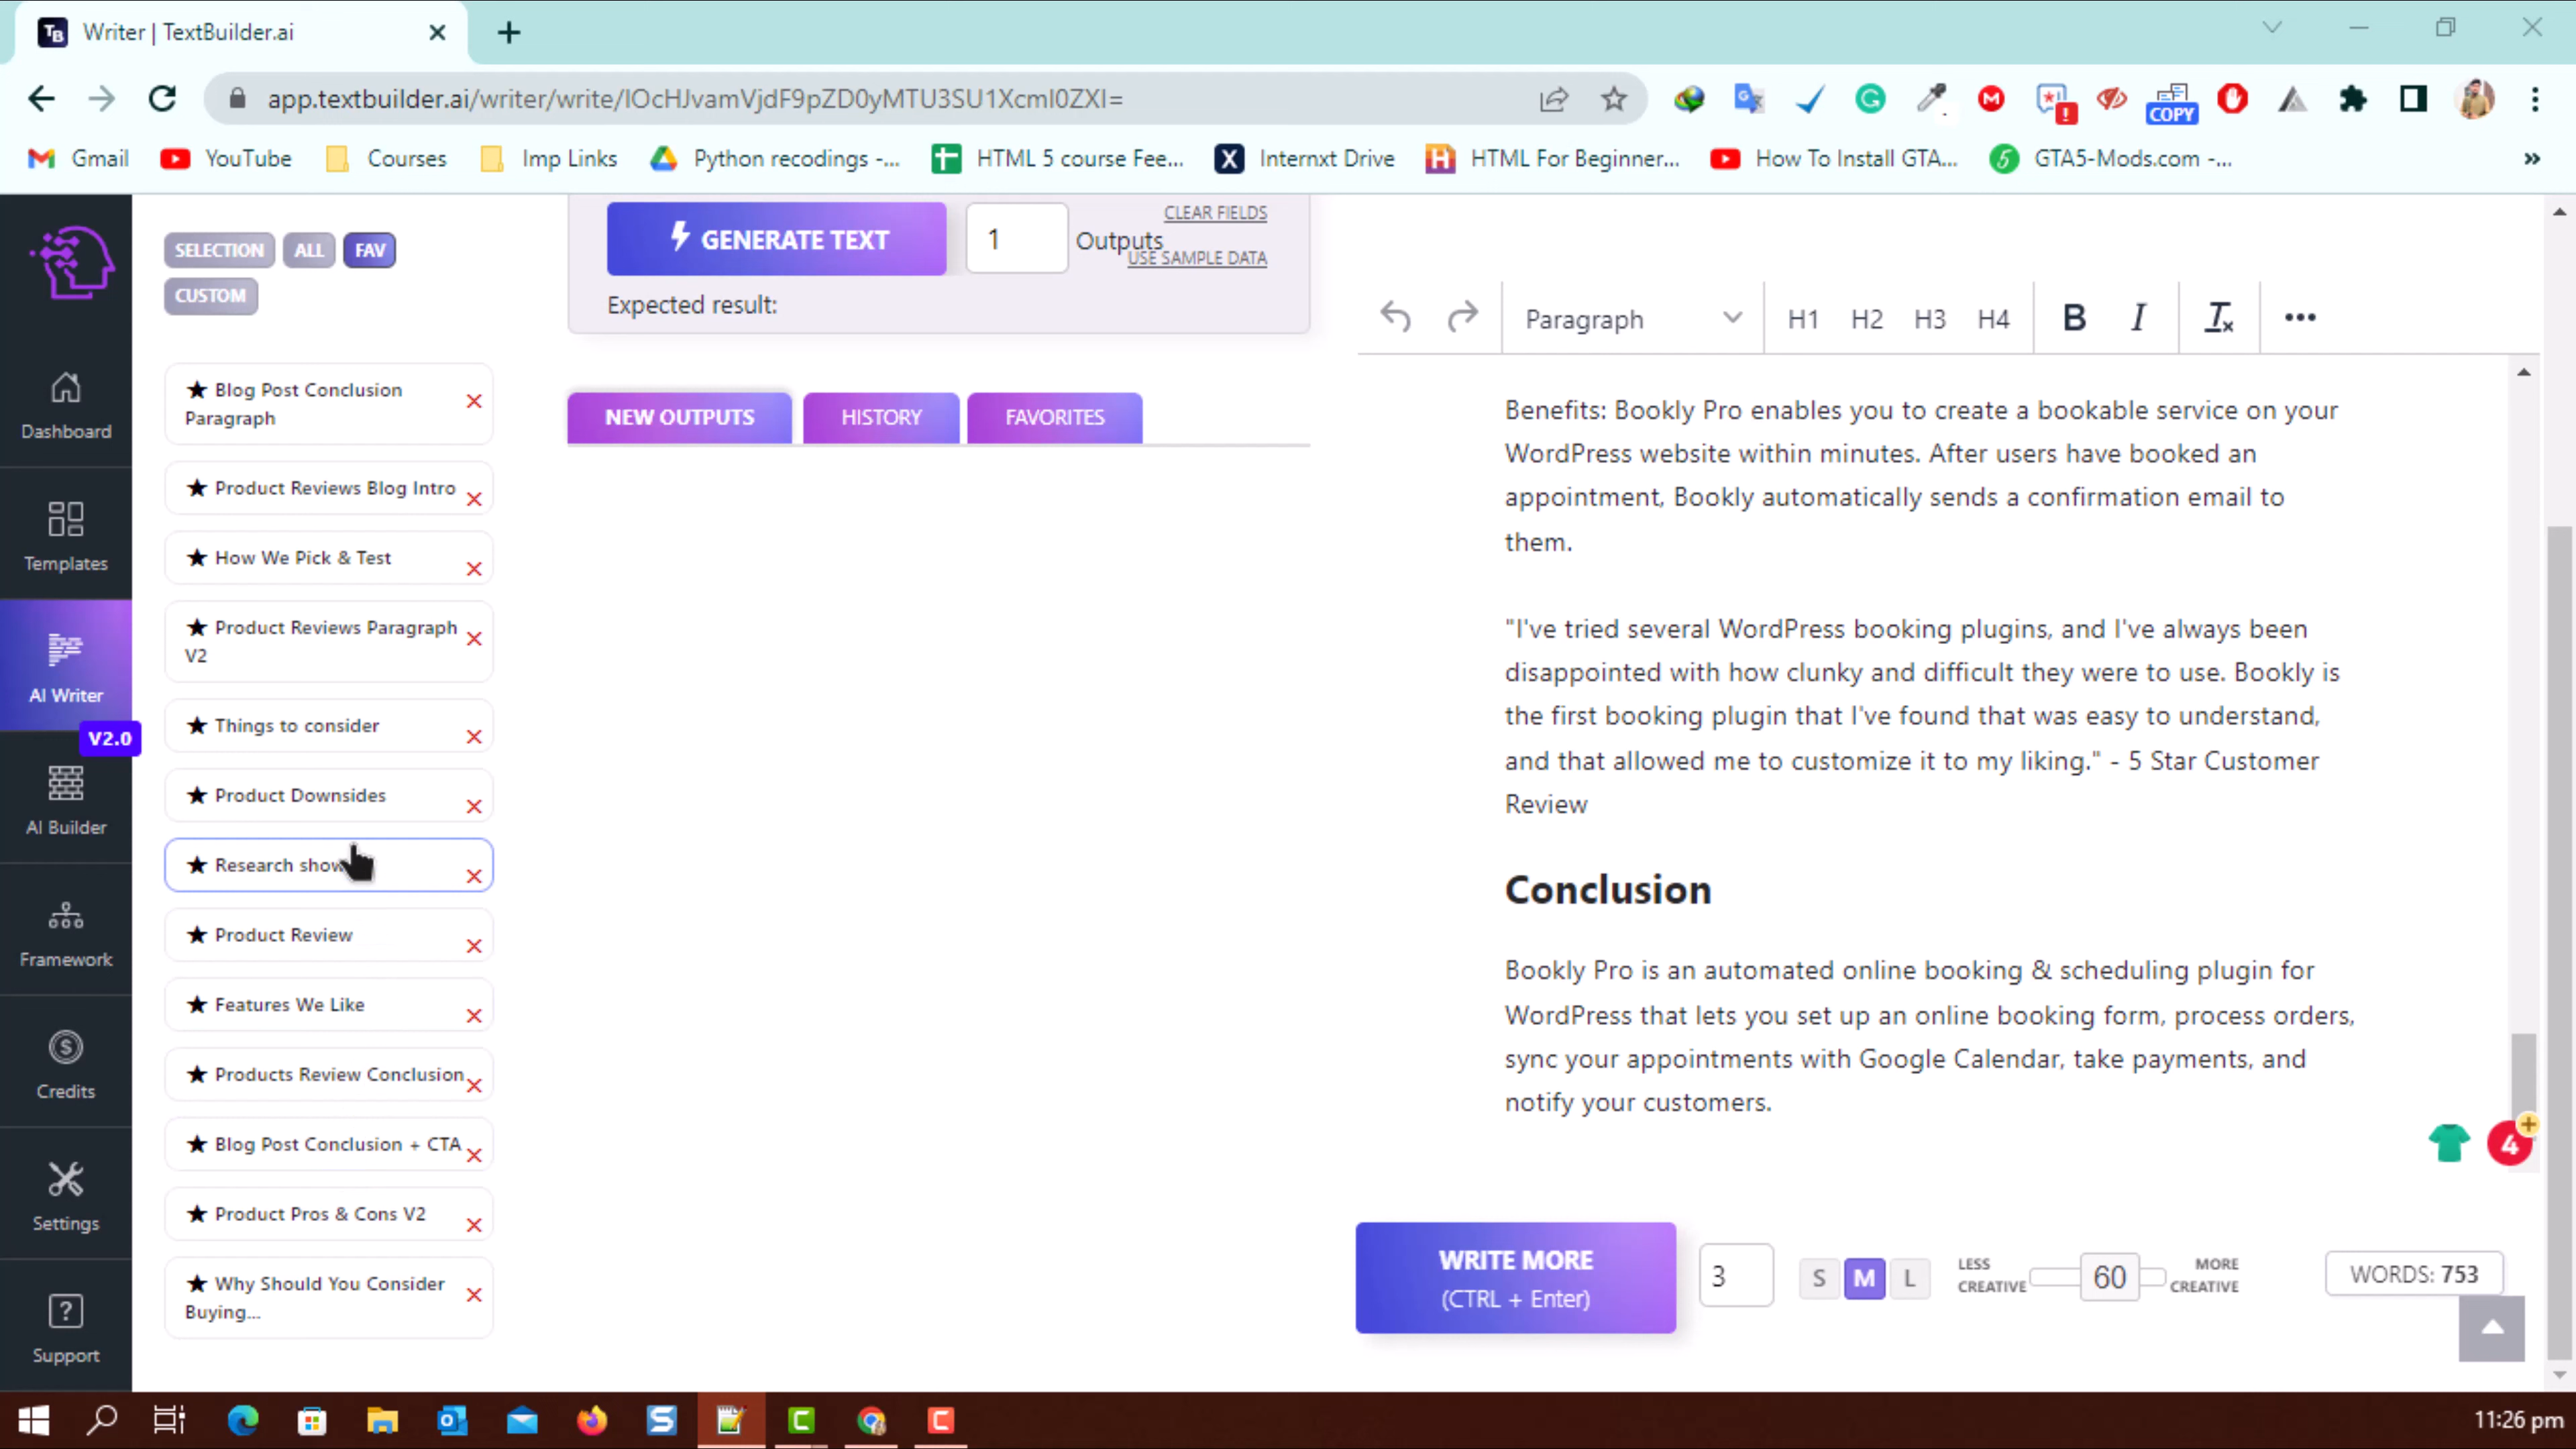 Writer | TextBuilder.ai
app.textbuilder.ai/writer/write/IOcHJvamVjdF9pZD0yMTU3SU1XcmI0ZXI=
COPY
Gmail
YouTube
Courses
Imp Links
Python recodings -...
HTML 5 course Fee...
Internxt Drive
HTML For Beginner...
How To Install GTA...
GTA5-Mods.com -...
Dashboard
Templates
AI Writer
V2.0
AI Builder
Framework
Credits
Settings
Support
SELECTION
ALL
FAV
CUSTOM
★ Blog Post Conclusion
Paragraph
★ Product Reviews Blog Intro
★ How We Pick & Test
★ Product Reviews Paragraph
V2
★ Things to consider
★ Product Downsides
★ Research show
★ Product Review
★ Features We Like
★ Products Review Conclusion
★ Blog Post Conclusion + CTA
★ Product Pros & Cons V2
★ Why Should You Consider
Buying...
GENERATE TEXT
1
Outputs
CLEAR FIELDS
USE SAMPLE DATA
Expected result:
NEW OUTPUTS
HISTORY
FAVORITES
Paragraph
H1
H2
H3
H4
B
I
Benefits: Bookly Pro enables you to create a bookable service on your
WordPress website within minutes. After users have booked an
appointment, Bookly automatically sends a confirmation email to
them.
"I've tried several WordPress booking plugins, and I've always been
disappointed with how clunky and difficult they were to use. Bookly is
the first booking plugin that I've found that was easy to understand,
and that allowed me to customize it to my liking." - 5 Star Customer
Review
Conclusion
Bookly Pro is an automated online booking & scheduling plugin for
WordPress that lets you set up an online booking form, process orders,
sync your appointments with Google Calendar, take payments, and
notify your customers.
4
WRITE MORE
(CTRL + Enter)
3
S
M
L
LESS
CREATIVE
60
MORE
CREATIVE
WORDS: 753
11:26 pm